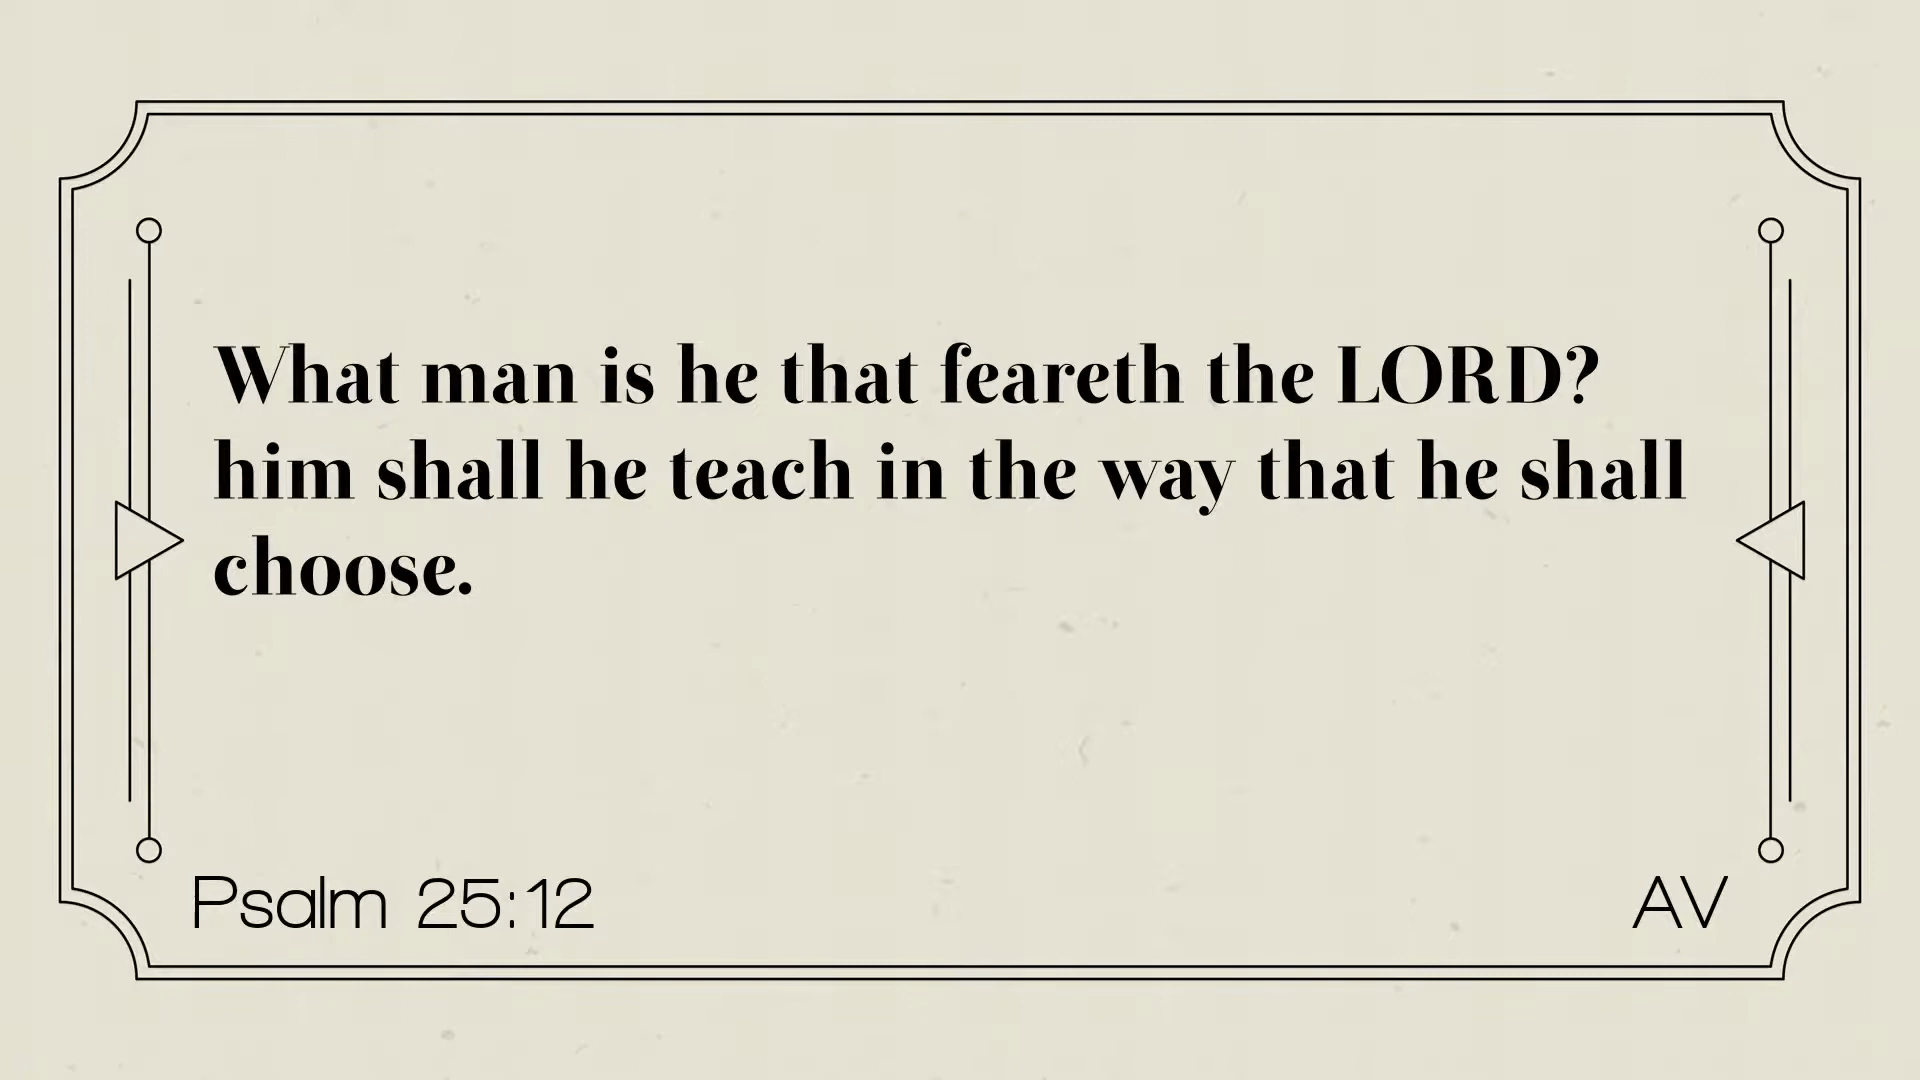 What man is he that feareth the LORD?
him shall he teach in the way that he shall
choose.
Psalm 25:12
AV